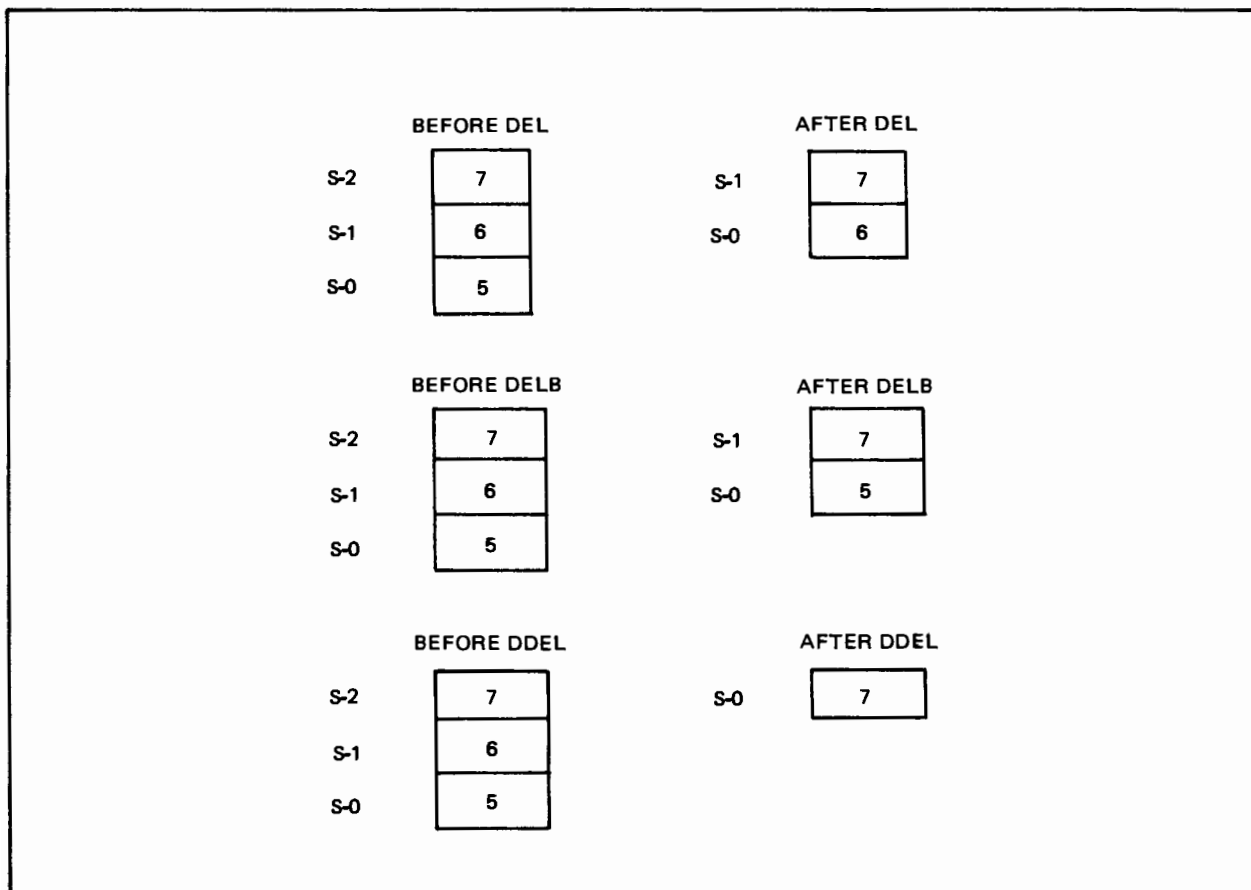 BEFORE DEL AFTER DEL
S-2 7 S-1 7
S-1 6 S-0 6
S-0 5
BEFORE DELB AFTER DELB
S-2 7 S-1 7
S-1 6 S-0 5
S-0 5
BEFORE DDEL AFTER DDEL
S-2 7 S-0 7
S-1 6
S-0 5